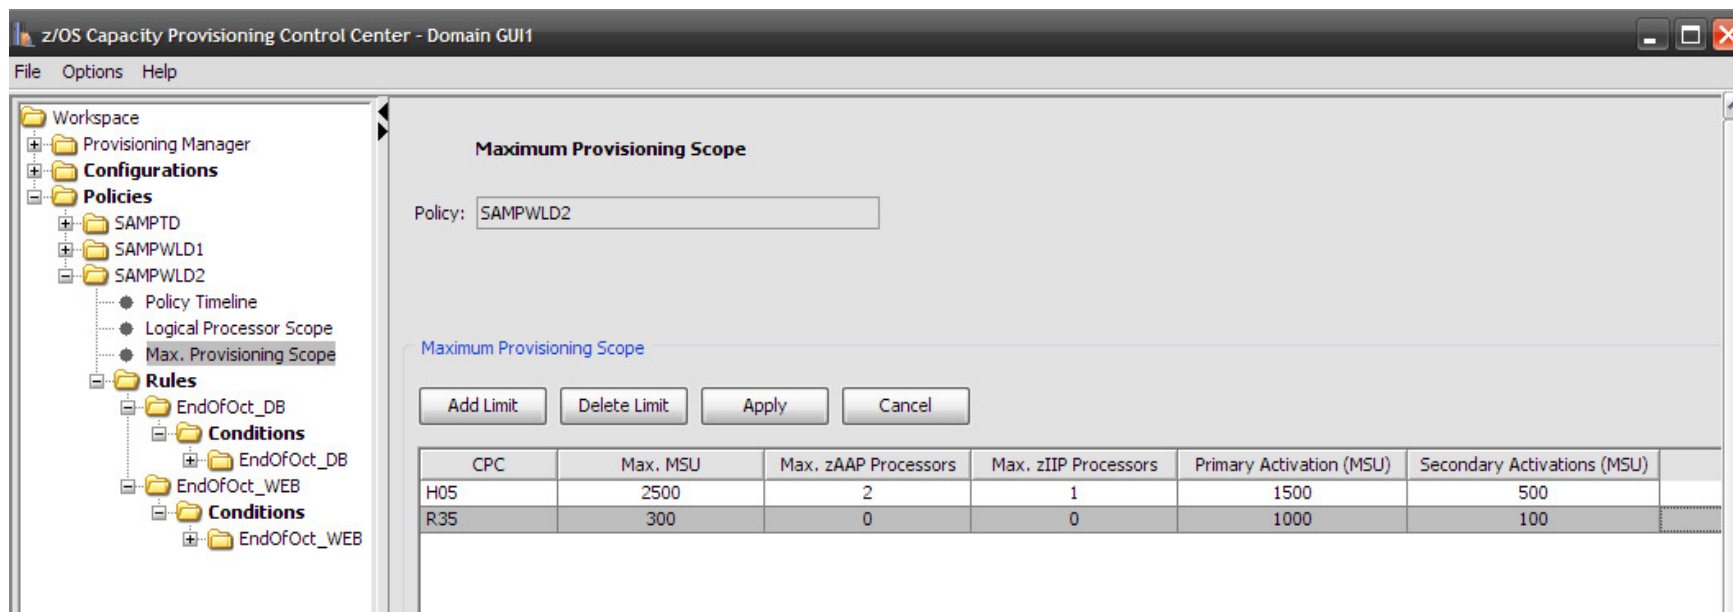 z/OS Capacity Provisioning Control Center - Domain GUI1
File Options Help
Workspace
Provisioning Manager
Configurations
Policies
SAMPTD
SAMPWLD1
SAMPWLD2
Policy Timeline
Logical Processor Scope
Max. Provisioning Scope
Rules
EndOfOct_DB
Conditions
EndOfOct_DB
EndOfOct_WEB
Conditions
EndOfOct_WEB
Maximum Provisioning Scope
Policy: SAMPWLD2
Maximum Provisioning Scope
Add Limit Delete Limit Apply Cancel
CPC Max. MSU Max. zAAP Processors Max. zIIP Processors Primary Activation (MSU) Secondary Activations (MSU)
H05 2500 2 1 1500 500
R35 300 0 0 1000 100